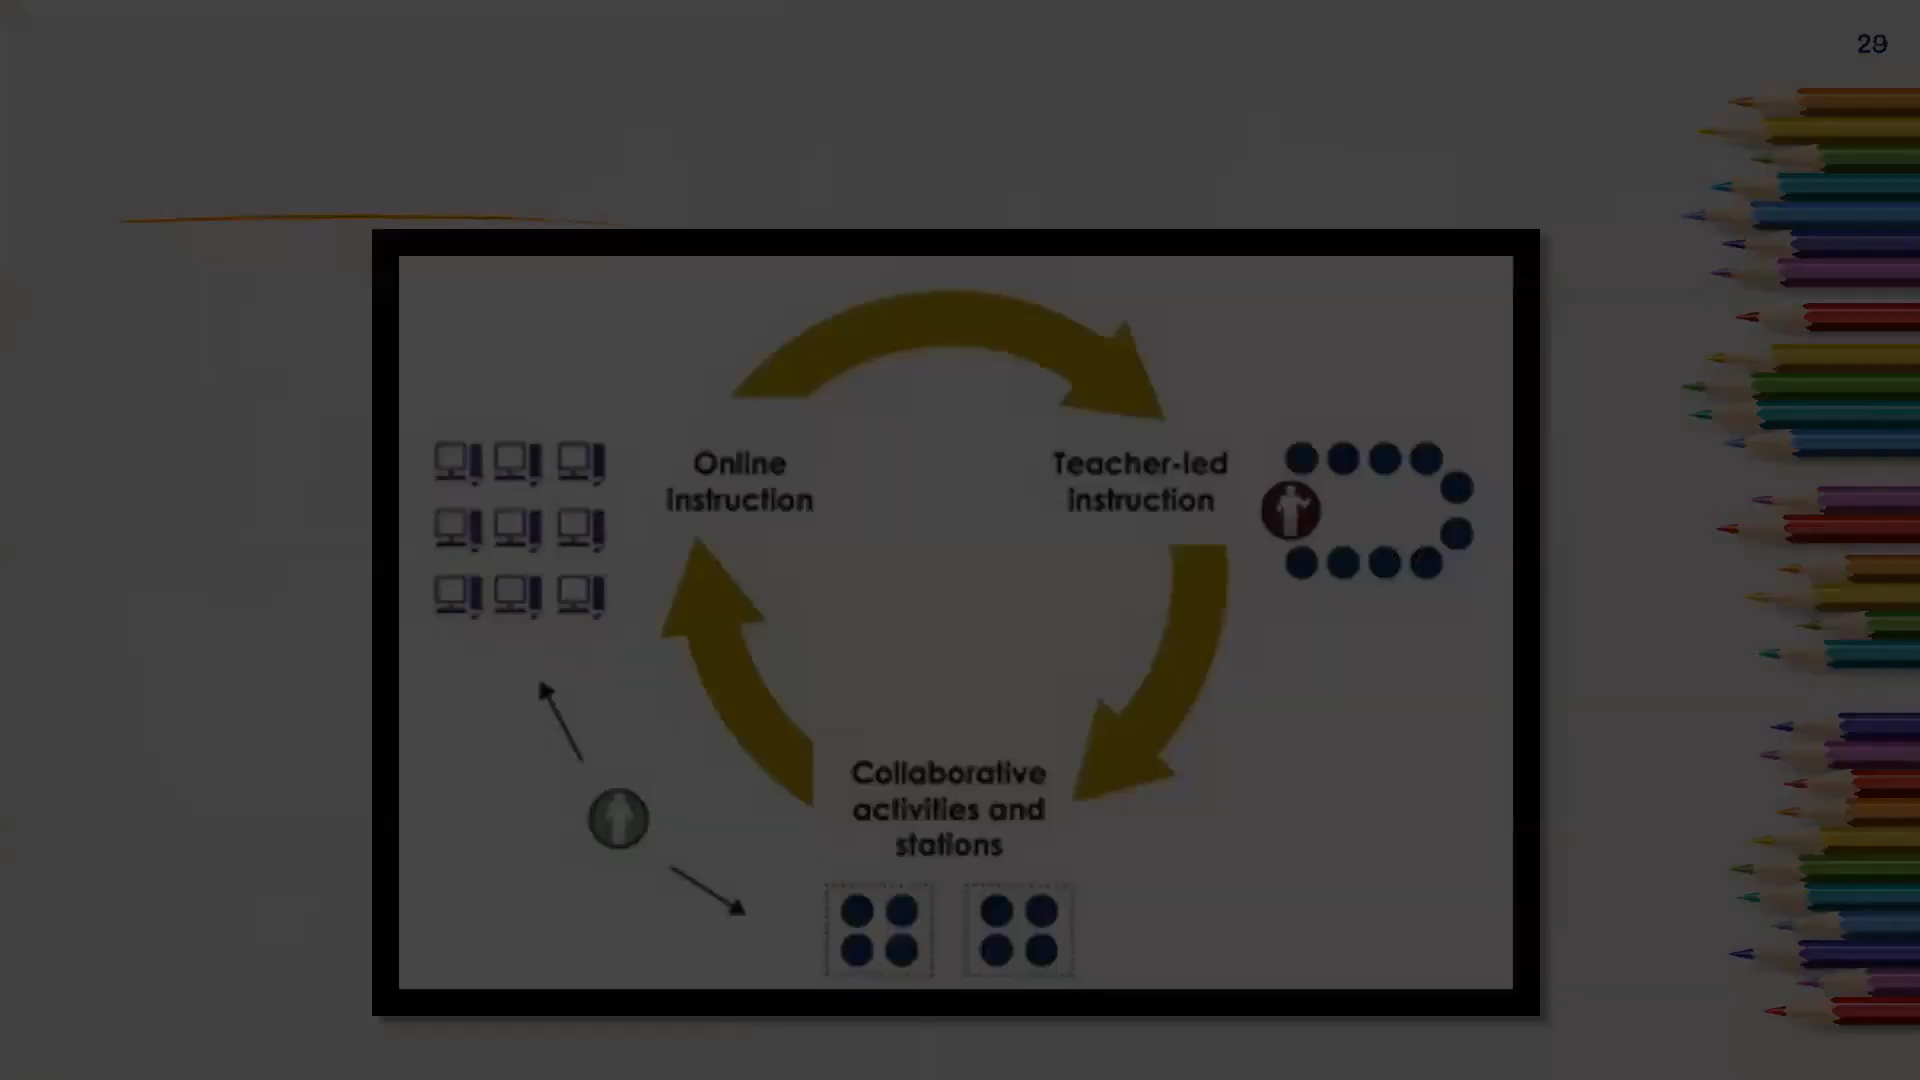 29
Online
instruction
Teacher-led
instruction
Collaborative
activities and
stations